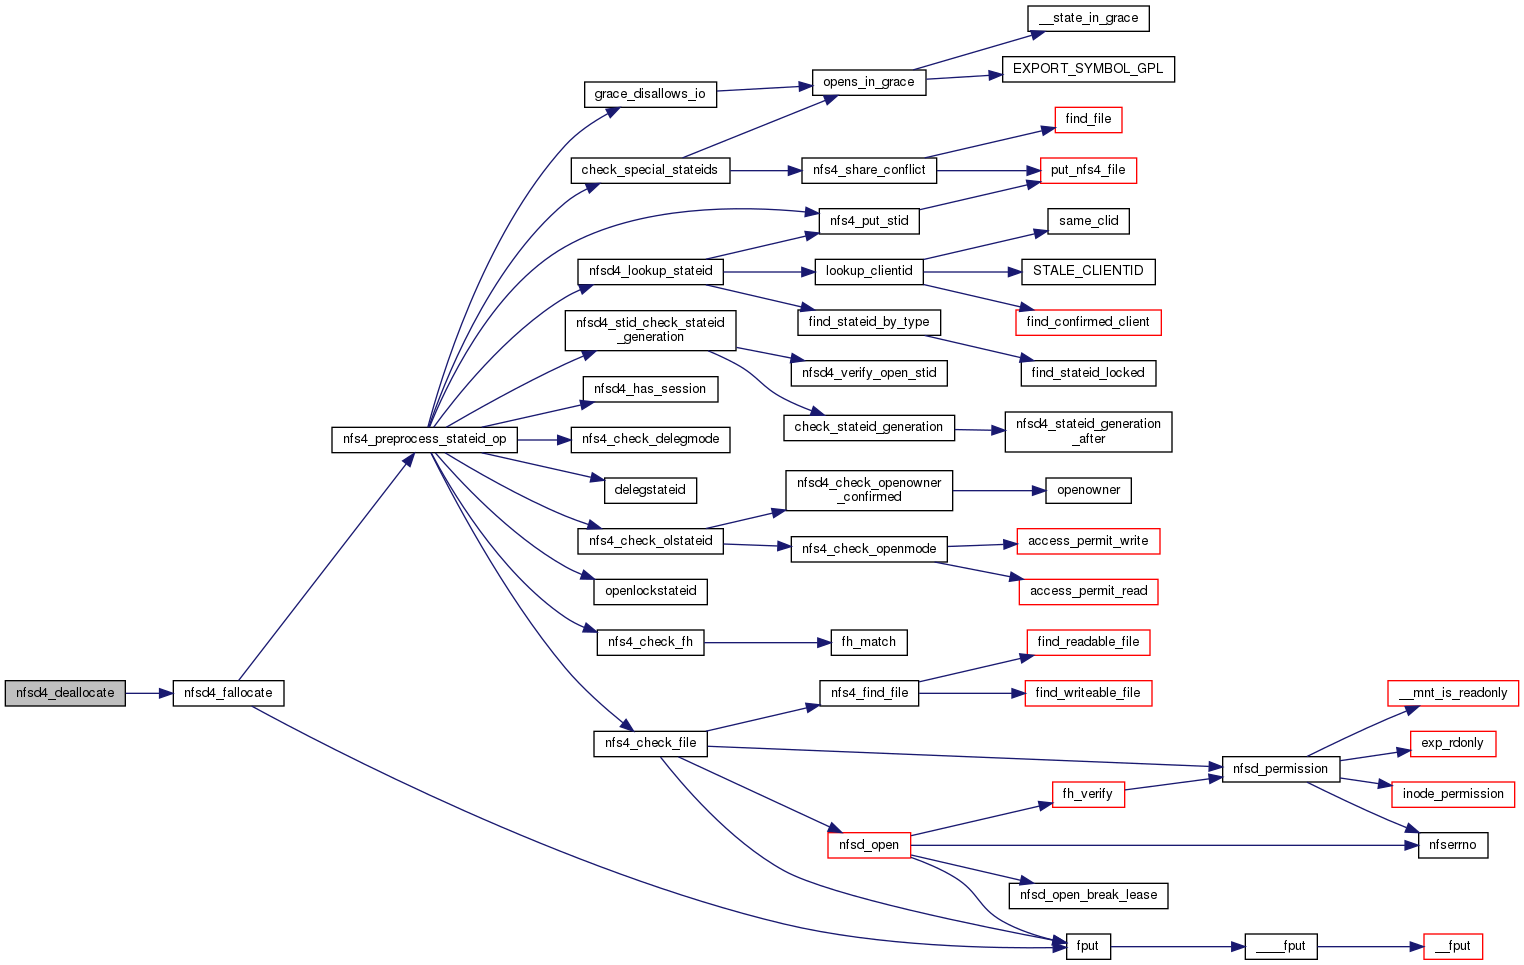 __state_in_grace
EXPORT_SYMBOL_GPL
opens_in_grace
grace_disallows_io
find_file
check_special_stateids
nfs4_share_conflict
put_nfs4_file
nfs4_put_stid
same_clid
nfsd4_lookup_stateid
lookup_clientid
STALE_CLIENTID
find_stateid_by_type
find_confirmed_client
nfsd4_stid_check_stateid
_generation
nfsd4_verify_open_stid
find_stateid_locked
nfsd4_has_session
check_stateid_generation
nfsd4_stateid_generation
_after
nfs4_preprocess_stateid_op
nfs4_check_delegmode
delegstateid
nfsd4_check_openowner
_confirmed
openowner
nfs4_check_olstateid
nfs4_check_openmode
access_permit_write
openlockstateid
access_permit_read
nfs4_check_fh
fh_match
find_readable_file
nfsd4_deallocate
nfsd4_fallocate
nfs4_find_file
find_writeable_file
__mnt_is_readonly
nfs4_check_file
exp_rdonly
nfsd_permission
fh_verify
inode_permission
nfsd_open
nfserrno
nfsd_open_break_lease
fput
____fput
__fput